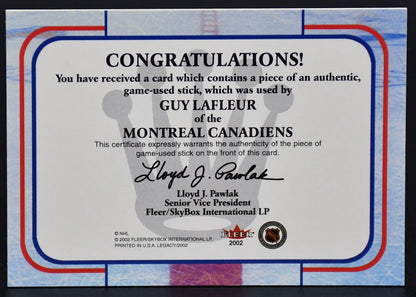 CONGRATULATIONS!
You have received a card which contains a piece of an authentic,
game-used stick, which was used by
GUY LAFLEUR
of the
MONTREAL CANADIENS
This certificate expressly warrants the authenticity of the piece of
game-used stick on the front of this card.
Lloyd J. Pawlak
Lloyd J. Pawlak
Senior Vice President
Fleer/SkyBox International LP
© NHL
© 2002 FLEER/SKYBOX INTERNATIONAL LP,
PRINTED IN U.S.A. LEGACY/2002
FLEER
2002